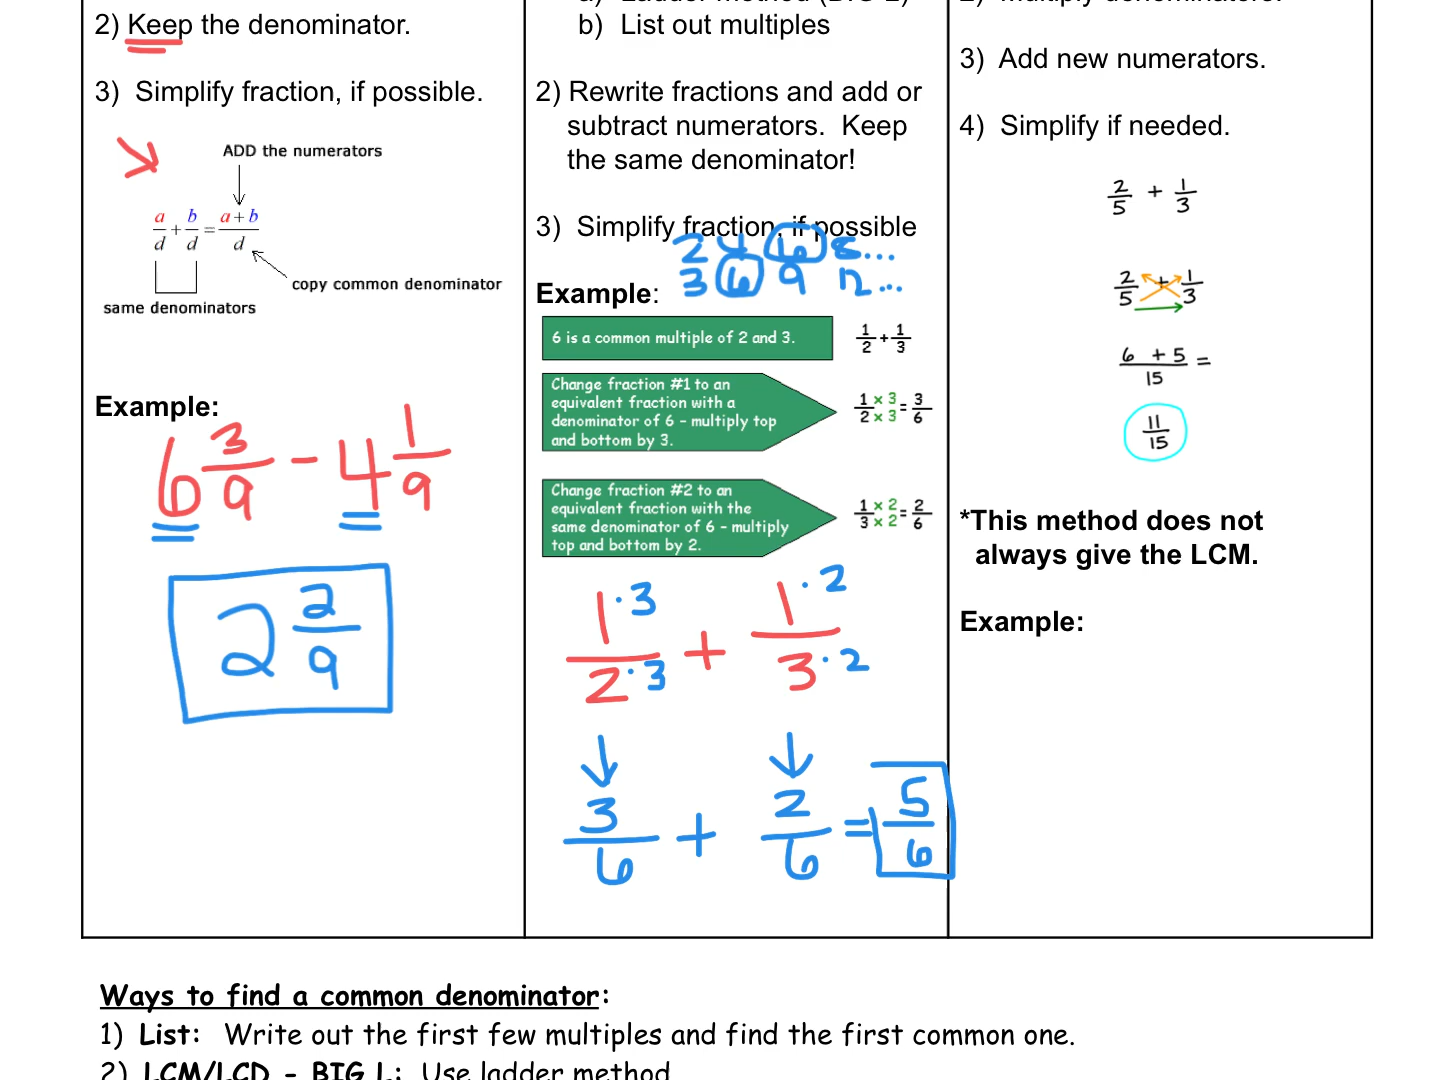 2) Keep the denominator.
3) Simplify fraction, if possible.
ADD the numerators
a/d + b/d = a + b/d
copy common denominator
same denominators
Example:
6 3/9 - 4 1/9
2 2/9
b) List out multiples
2) Rewrite fractions and add or
subtract numerators. Keep
the same denominator!
3) Simplify fraction, if possible
2 4 6 8...
3 6 9 12...
Example:
6 is a common multiple of 2 and 3.
1/2 + 1/3
Change fraction #1 to an
equivalent fraction with a
denominator of 6 - multiply top
and bottom by 3.
1 x 3/2 x 3 = 3/6
Change fraction #2 to an
equivalent fraction with the
same denominator of 6 - multiply
top and bottom by 2.
1 x 2/3 x 2 = 2/6
1·3/2·3 + 1·2/3·2
3/6 + 2/6 = 5/6
3) Add new numerators.
4) Simplify if needed.
2/5 + 1/3
2/5 + 1/3
6 + 5/15 =
11/15
*This method does not
always give the LCM.
Example:
Ways to find a common denominator:
1) List: Write out the first few multiples and find the first common one.
2) LCM/LCD - BIG L: Use ladder method